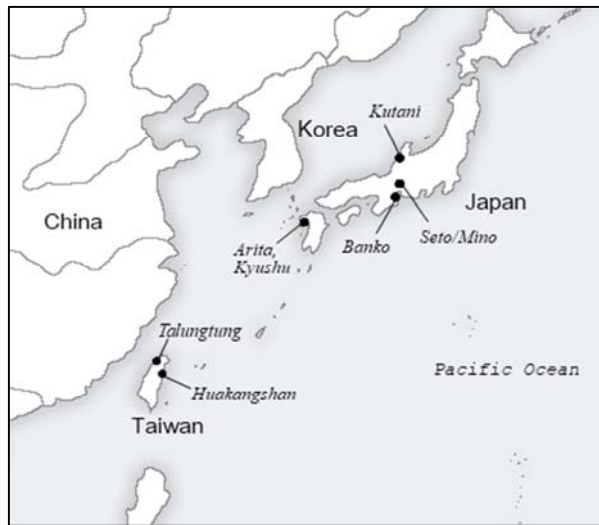 Kutani
Korea
China
Japan
Seto/Mino
Banko
Arita,
Kyushu
Talungtung
Pacific Ocean
Huakangshan
Taiwan